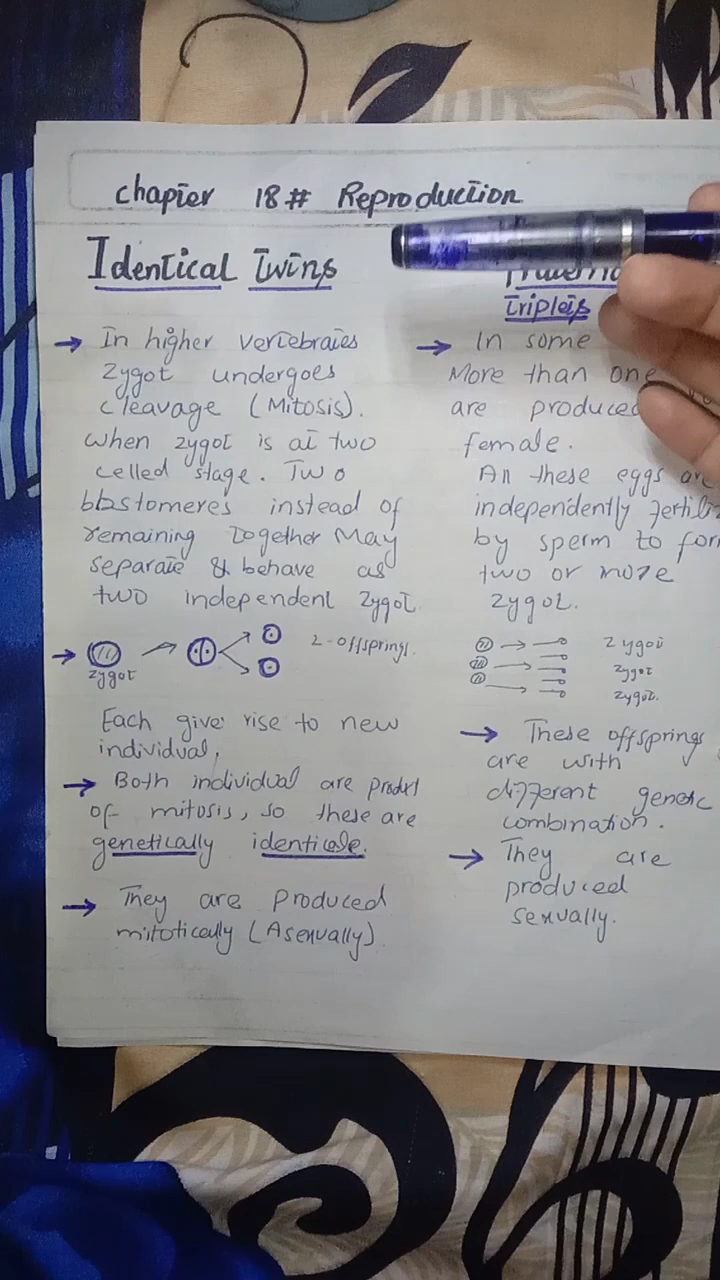 chapter 18# Reproduction
Identical Twins
→ In higher vertebrates
Zygot undergoes
cleavage (Mitosis).
when zygot is at two
celled stage. Two
blastomeres instead of
remaining together May
separate & behave as
two independent zygot
→ zygot 2-offsprings.
Each give rise to new
individual,
→ Both individual are product
of mitosis, so these are
genetically identicale.
→ They are produced
mitotically (Asexually)
Triplets
→ In some
More than one
are produced
female.
All these eggs are
independently fertiliz
by sperm to form
two or more
zygot.
Zygot
zygot
zygot.
→ These offsprings
are with
different genetic
combination.
→ They are
produced
sexually.